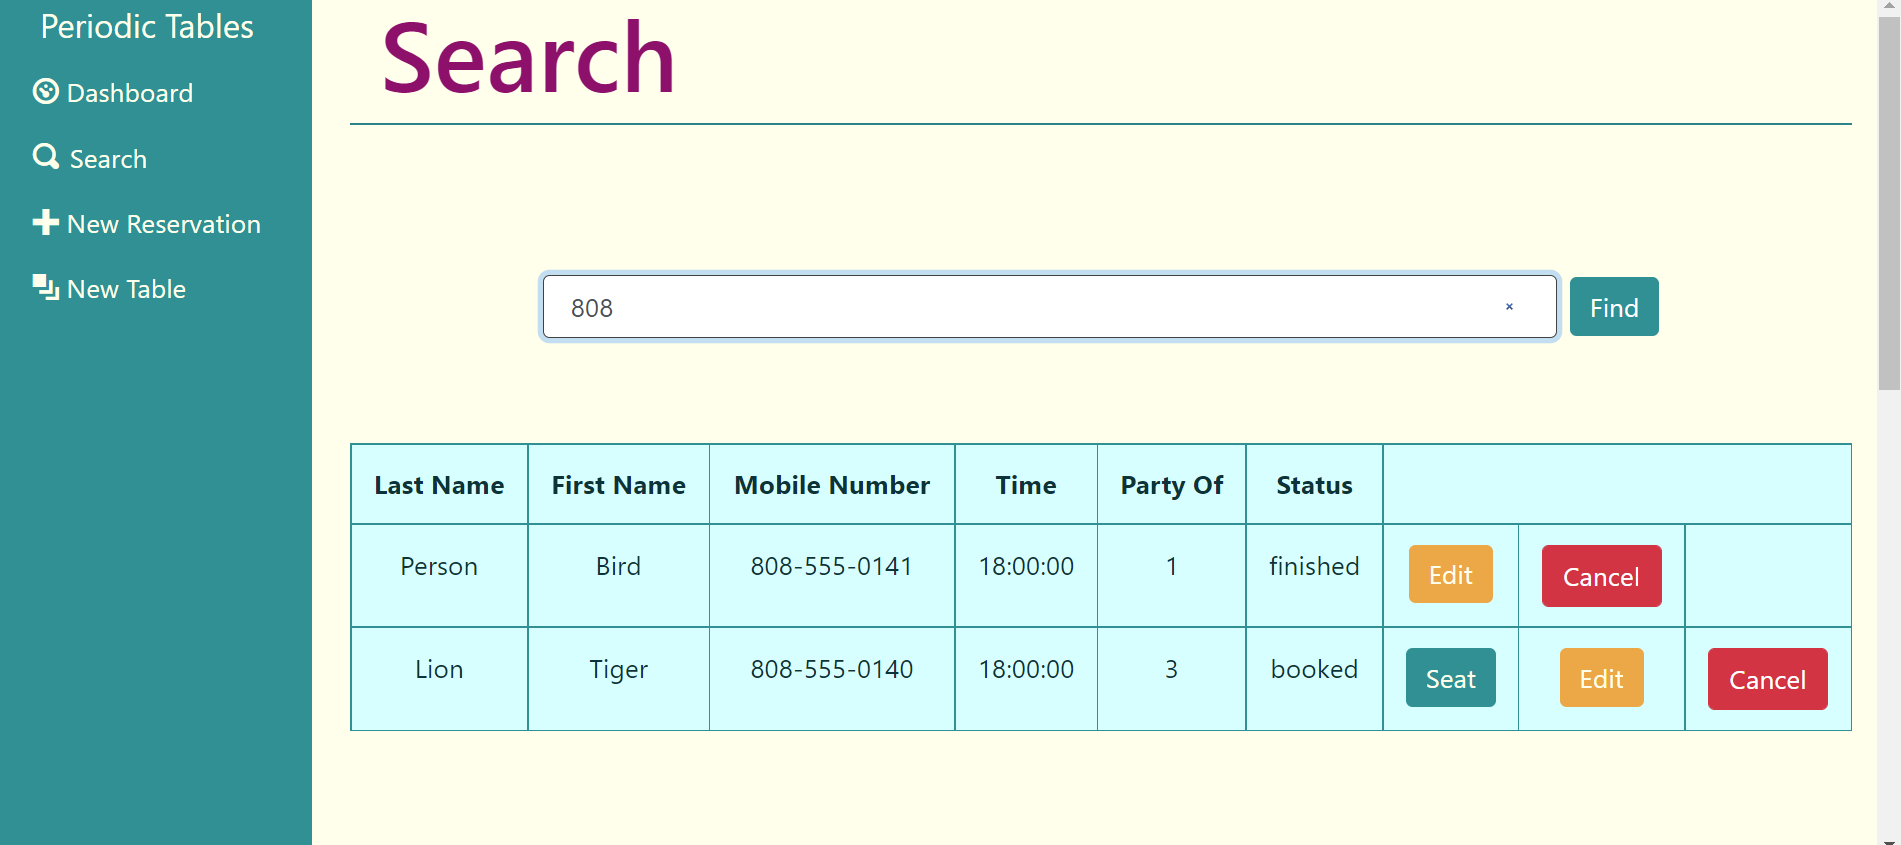 Periodic Tables
Dashboard
Search
New Reservation
New Table
Search
808 × Find
Last Name First Name Mobile Number Time Party Of Status
Person Bird 808-555-0141 18:00:00 1 finished Edit Cancel
Lion Tiger 808-555-0140 18:00:00 3 booked Seat Edit Cancel